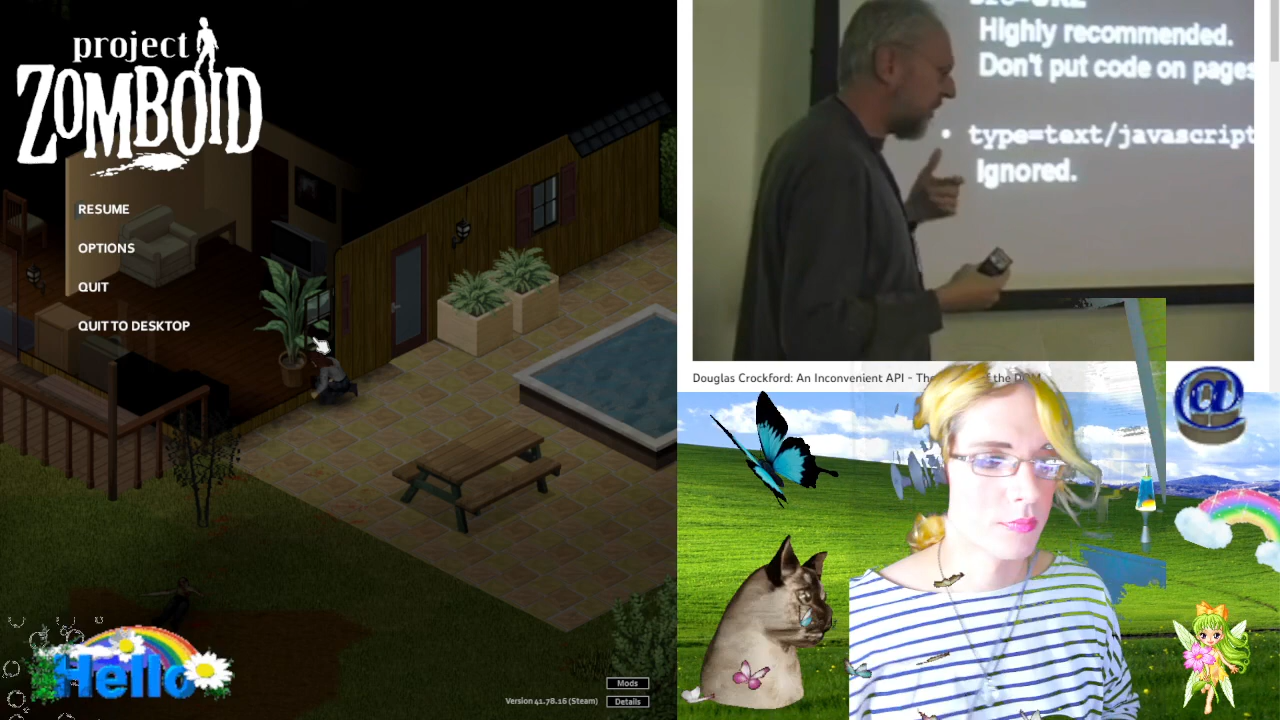 project
ZOMBOID
RESUME
OPTIONS
QUIT
QUIT TO DESKTOP
Hello
Version 41.78.16 (Steam)
Mods
Details
Highly recommended.
Don't put code on pages
• type=text/javascript
Ignored.
Douglas Crockford: An Inconvenient API - The
the DOM
@